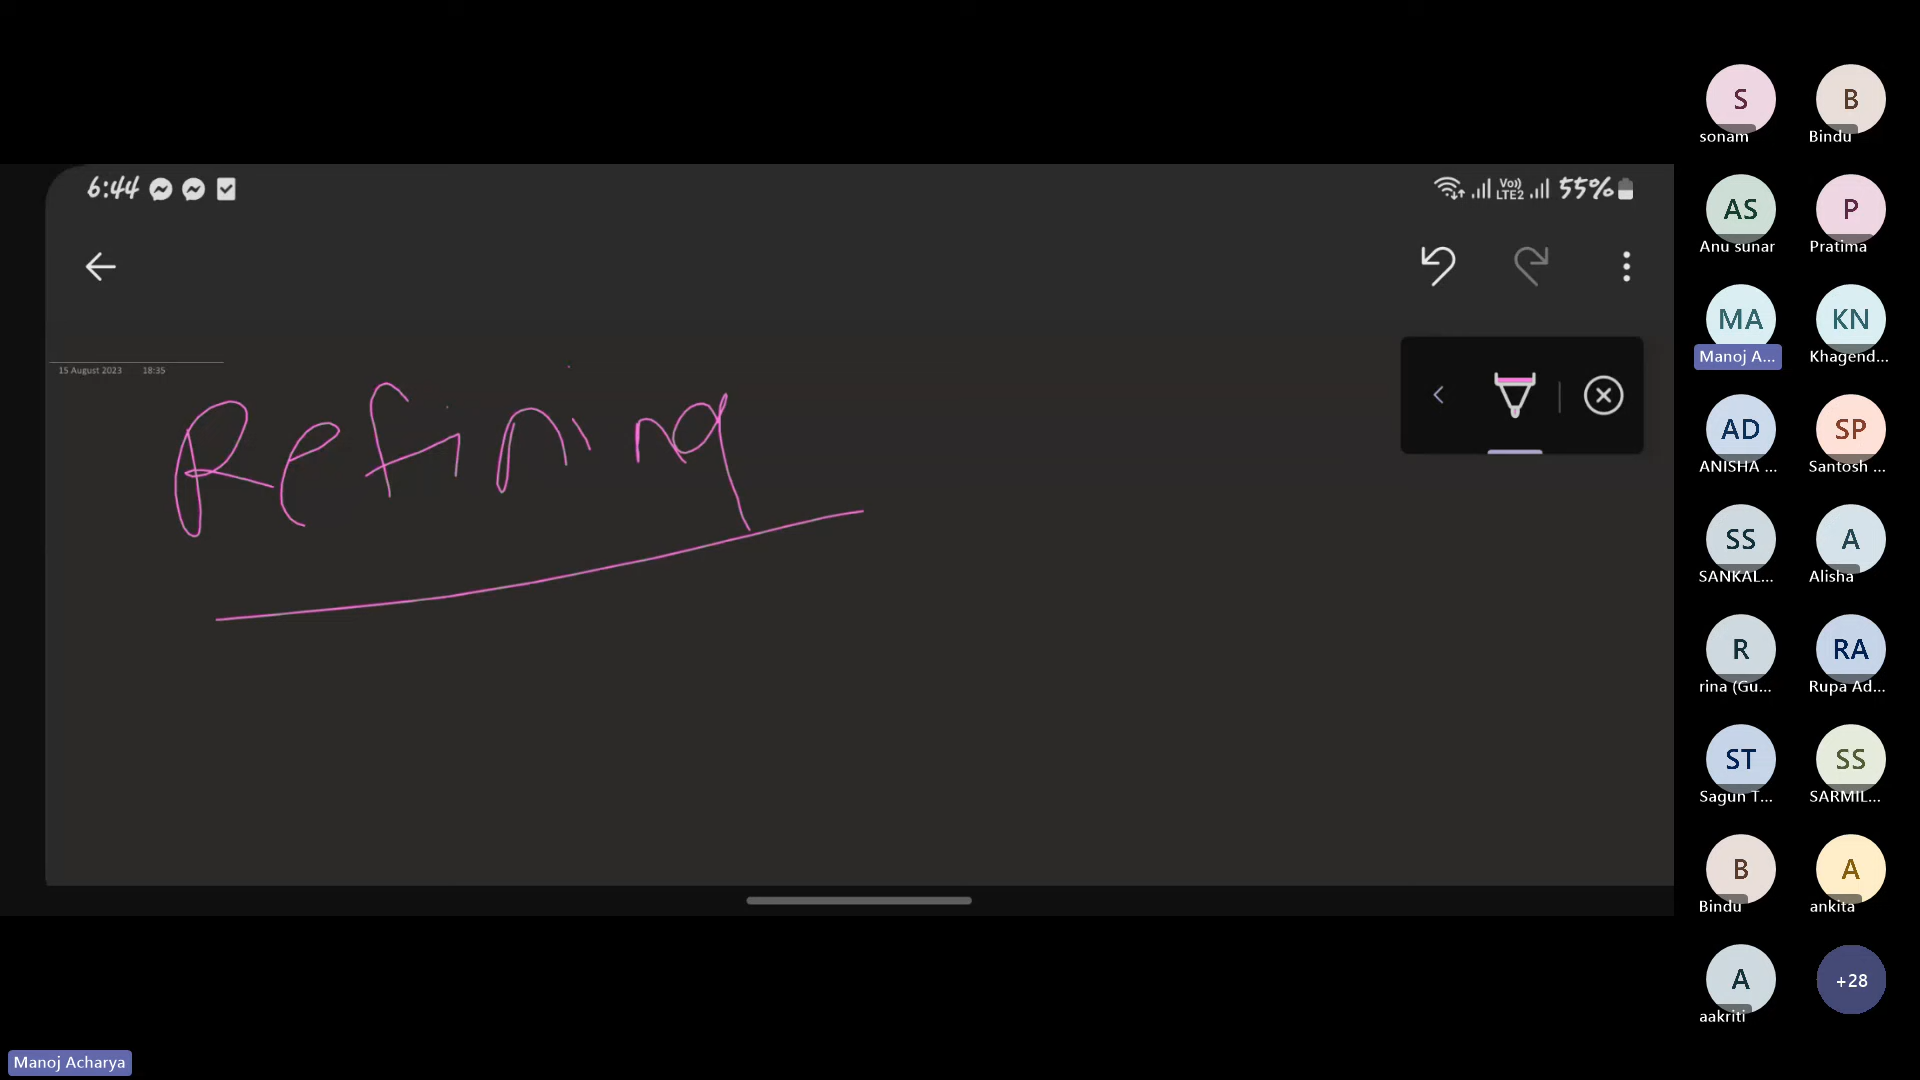 S
B
sonam
Bindu
6:44
Vo)) LTE2 55%
AS
P
Anu sunar
Pratima
MA
KN
Manoj A...
Khagend...
15 August 2023 18:35
Refining
AD
SP
ANISHA ...
Santosh ...
SS
A
SANKAL...
Alisha
R
RA
rina (Gu...
Rupa Ad...
ST
SS
Sagun T...
SARMIL...
B
A
Bindu
ankita
A
+28
aakriti
Manoj Acharya